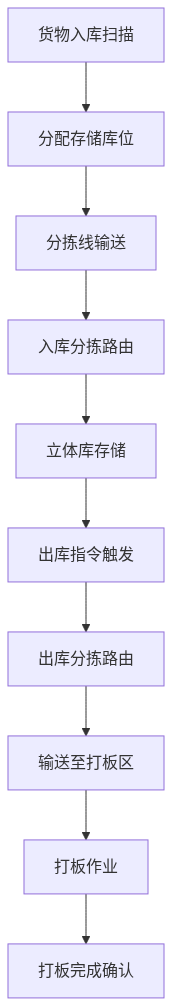 货物入库扫描
分配存储库位
分拣线输送
入库分拣路由
立体库存储
出库指令触发
出库分拣路由
输送至打板区
打板作业
打板完成确认